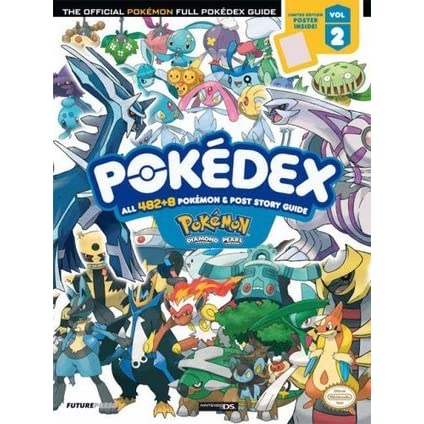 THE OFFICIAL POKÉMON FULL POKÉDEX GUIDE
LIMITED EDITION
POSTER
INSIDE!
VOL
2
POKÉDEX
ALL 482+8 POKÉMON & POST STORY GUIDE
POKéMON
DIAMOND PEARL
FUTUREPRESS
NINTENDO DS
Nintendo